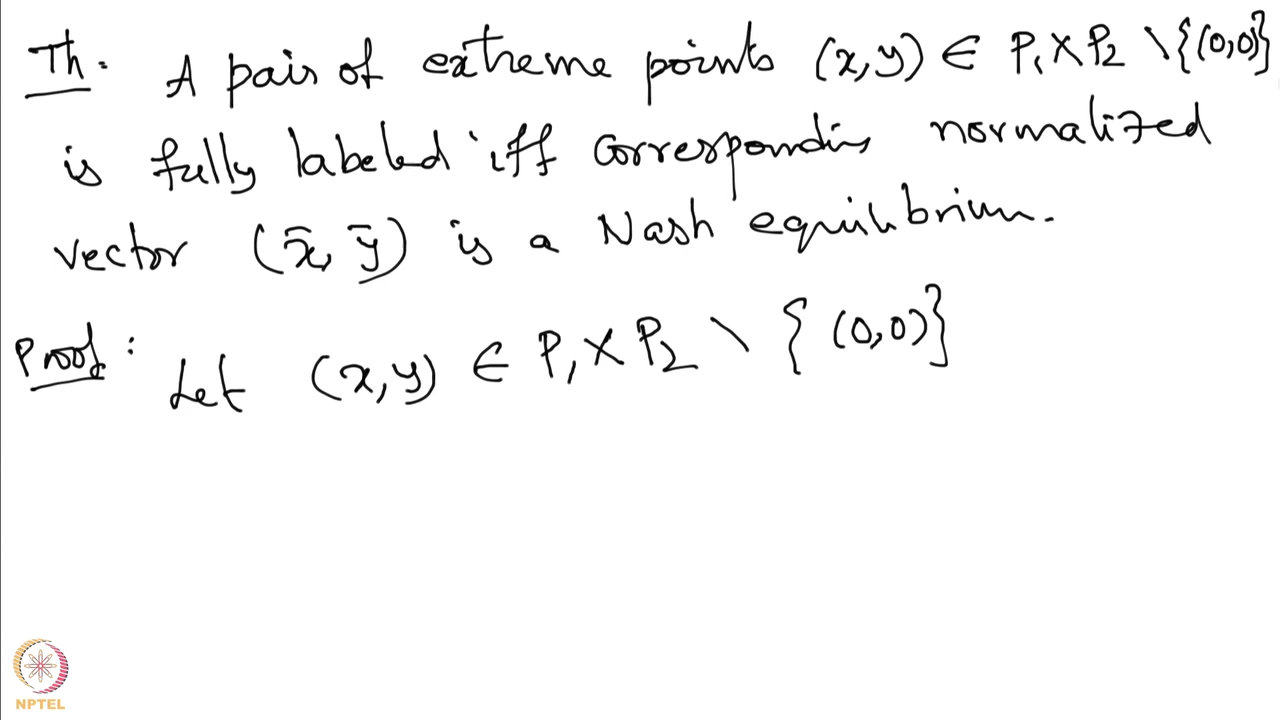 Th: A pair of extreme points (x,y) ∈ P₁ X P₂ \{(0,0)}
is fully labeled iff corresponding normalized
vector (x̄, ȳ) is a Nash equilibrium.
Proof: Let (x,y) ∈ P₁ X P₂ \ {(0,0)}
NPTEL